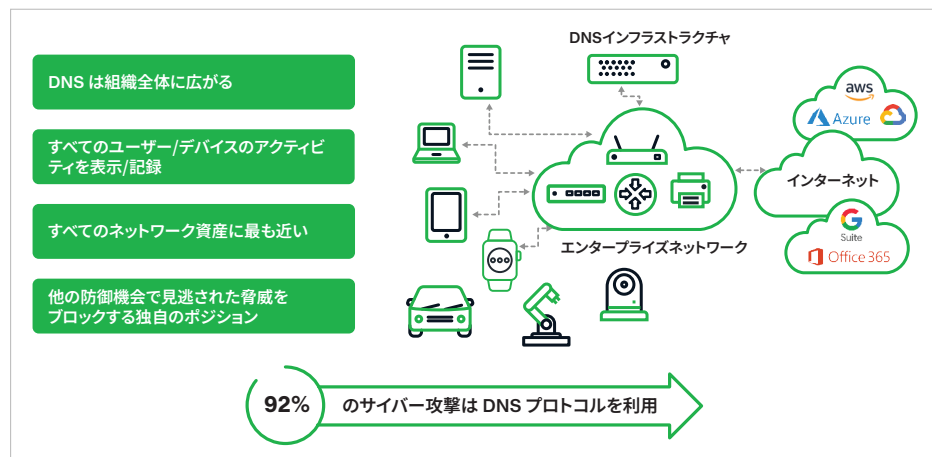 DNS は組織全体に広がる
すべてのユーザー/デバイスのアクティビ
ティを表示/記録
すべてのネットワーク資産に最も近い
他の防御機会で見逃された脅威を
ブロックする独自のポジション
DNSインフラストラクチャ
エンタープライズネットワーク
aws
Azure
インターネット
G
Suite
Office 365
92%
のサイバー攻撃は DNS プロトコルを利用